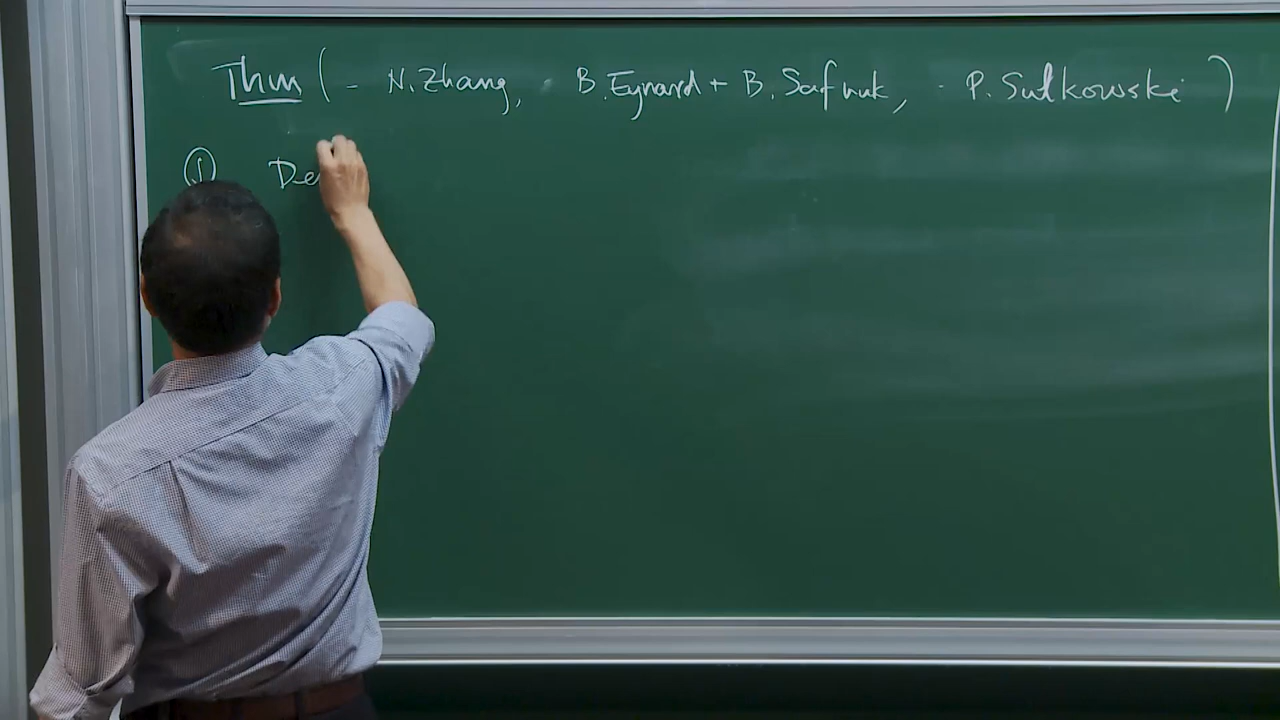 Thm ( - N. Zhang, · B. Eynard + B. Safnuk, · P. Sulkowski )
① De